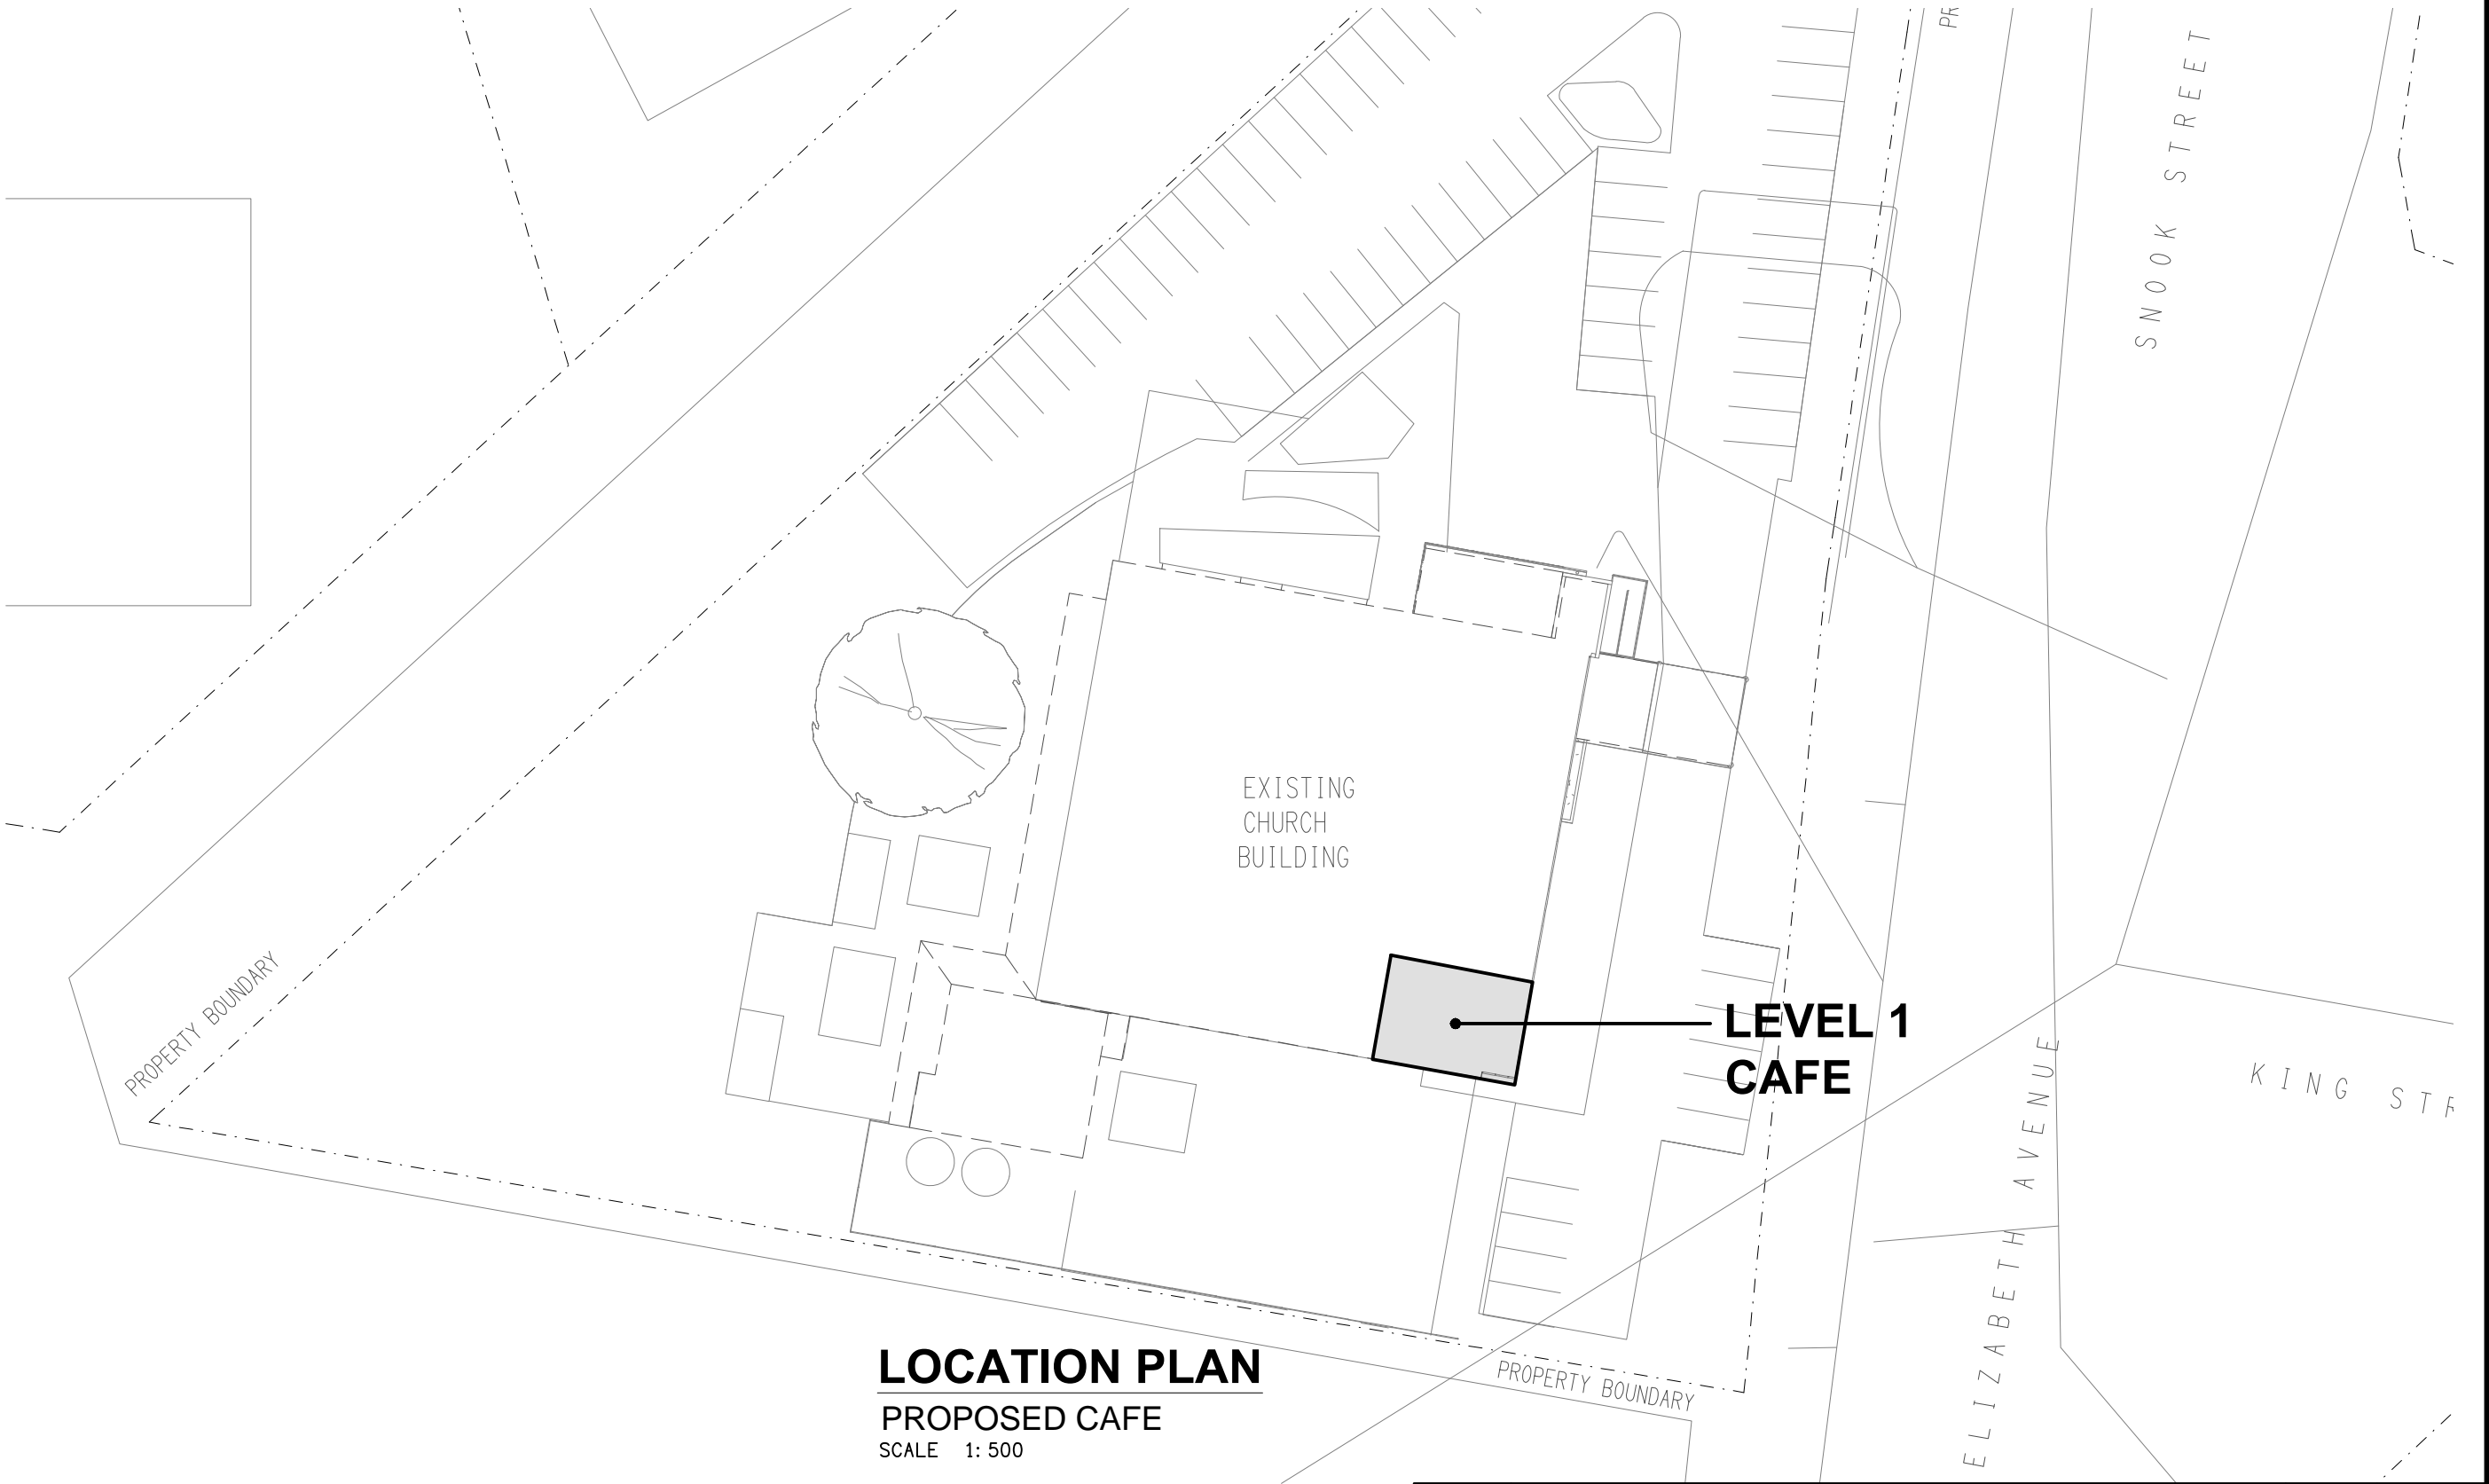 SNOOK STREET
EXISTING
CHURCH
BUILDING
PROPERTY BOUNDARY
LEVEL 1
CAFE
ELIZABETH AVENUE
KING
PROPERTY BOUNDARY
LOCATION PLAN
PROPOSED CAFE
SCALE 1:500